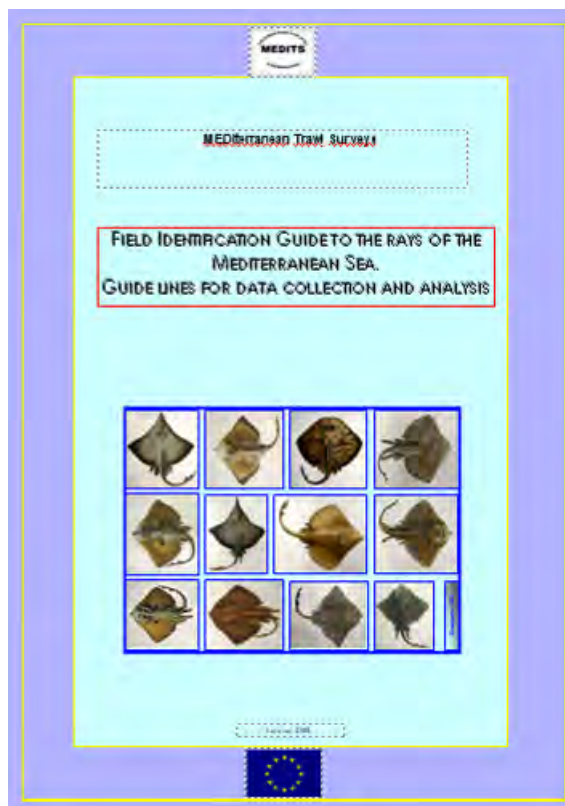 MEDITS
MEDiterranean Trawl Surveys
FIELD IDENTIFICATION GUIDE TO THE RAYS OF THE
MEDITERRANEAN SEA.
GUIDE LINES FOR DATA COLLECTION AND ANALYSIS